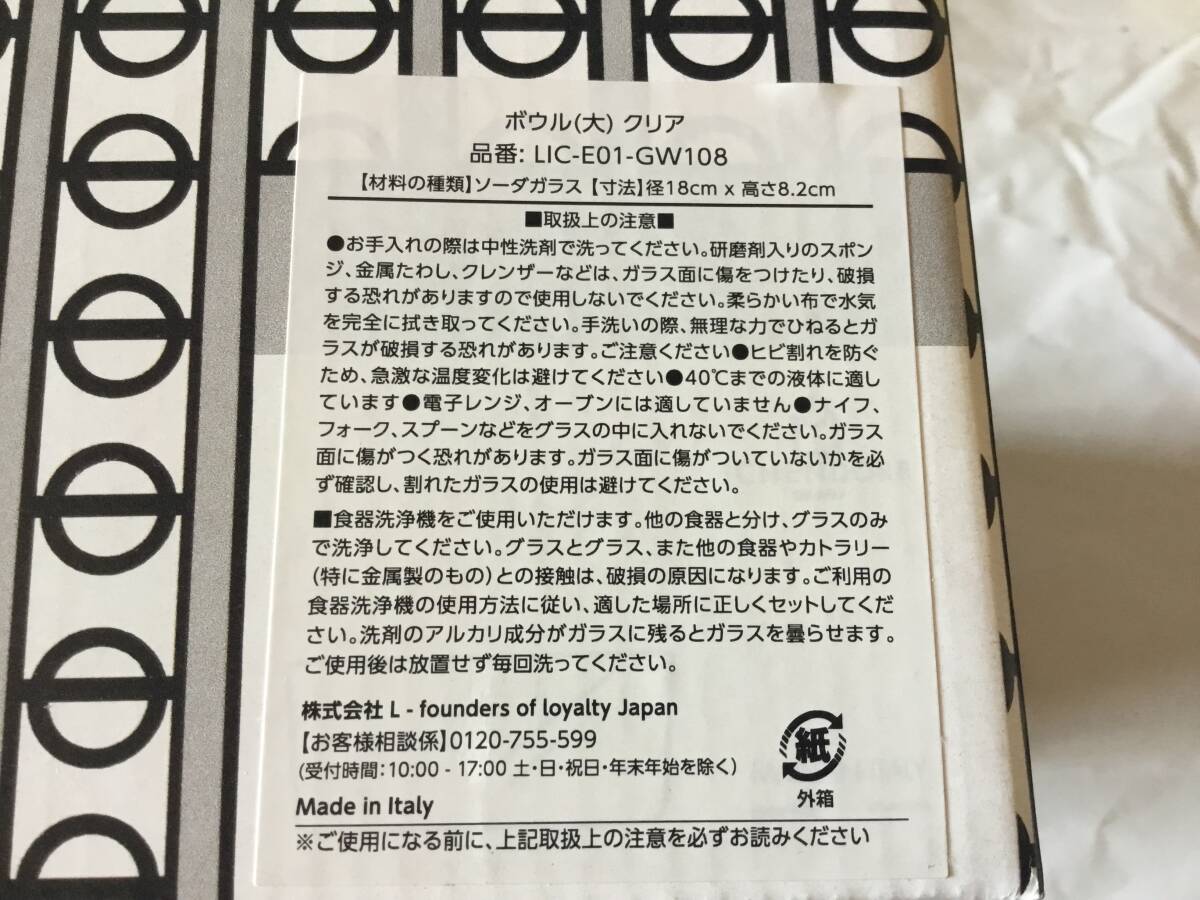 ボウル(大) クリア
品番: LIC-E01-GW108
【材料の種類】ソーダガラス【寸法】径18cm x 高さ8.2cm
■取扱上の注意■
●お手入れの際は中性洗剤で洗ってください。研磨剤入りのスポン
ジ、金属たわし、クレンザーなどは、ガラス面に傷をつけたり、破損
する恐れがありますので使用しないでください。柔らかい布で水気
を完全に拭き取ってください。手洗いの際、無理な力でひねるとガ
ラスが破損する恐れがあります。ご注意ください●ヒビ割れを防ぐ
ため、急激な温度変化は避けてください●40℃までの液体に適し
ています●電子レンジ、オーブンには適していません●ナイフ、
フォーク、スプーンなどをグラスの中に入れないでください。ガラス
面に傷がつく恐れがあります。ガラス面に傷がついていないかを必
ず確認し、割れたガラスの使用は避けてください。
■食器洗浄機をご使用いただけます。他の食器と分け、グラスのみ
で洗浄してください。グラスとグラス、また他の食器やカトラリー
(特に金属製のもの)との接触は、破損の原因になります。ご利用の
食器洗浄機の使用方法に従い、適した場所に正しくセットしてくだ
さい。洗剤のアルカリ成分がガラスに残るとガラスを曇らせます。
ご使用後は放置せず毎回洗ってください。
株式会社 L - founders of loyalty Japan
【お客様相談係】0120-755-599
(受付時間:10:00 - 17:00 土・日・祝日・年末年始を除く)
紙
外箱
Made in Italy
※ご使用になる前に、上記取扱上の注意を必ずお読みください